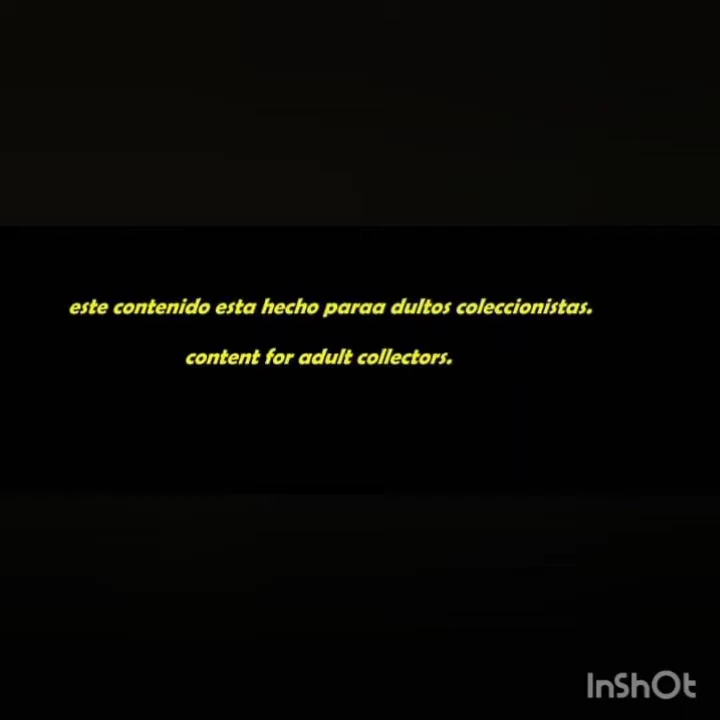 este contenido esta hecho paraa dultos coleccionistas.
content for adult collectors.
InShOt